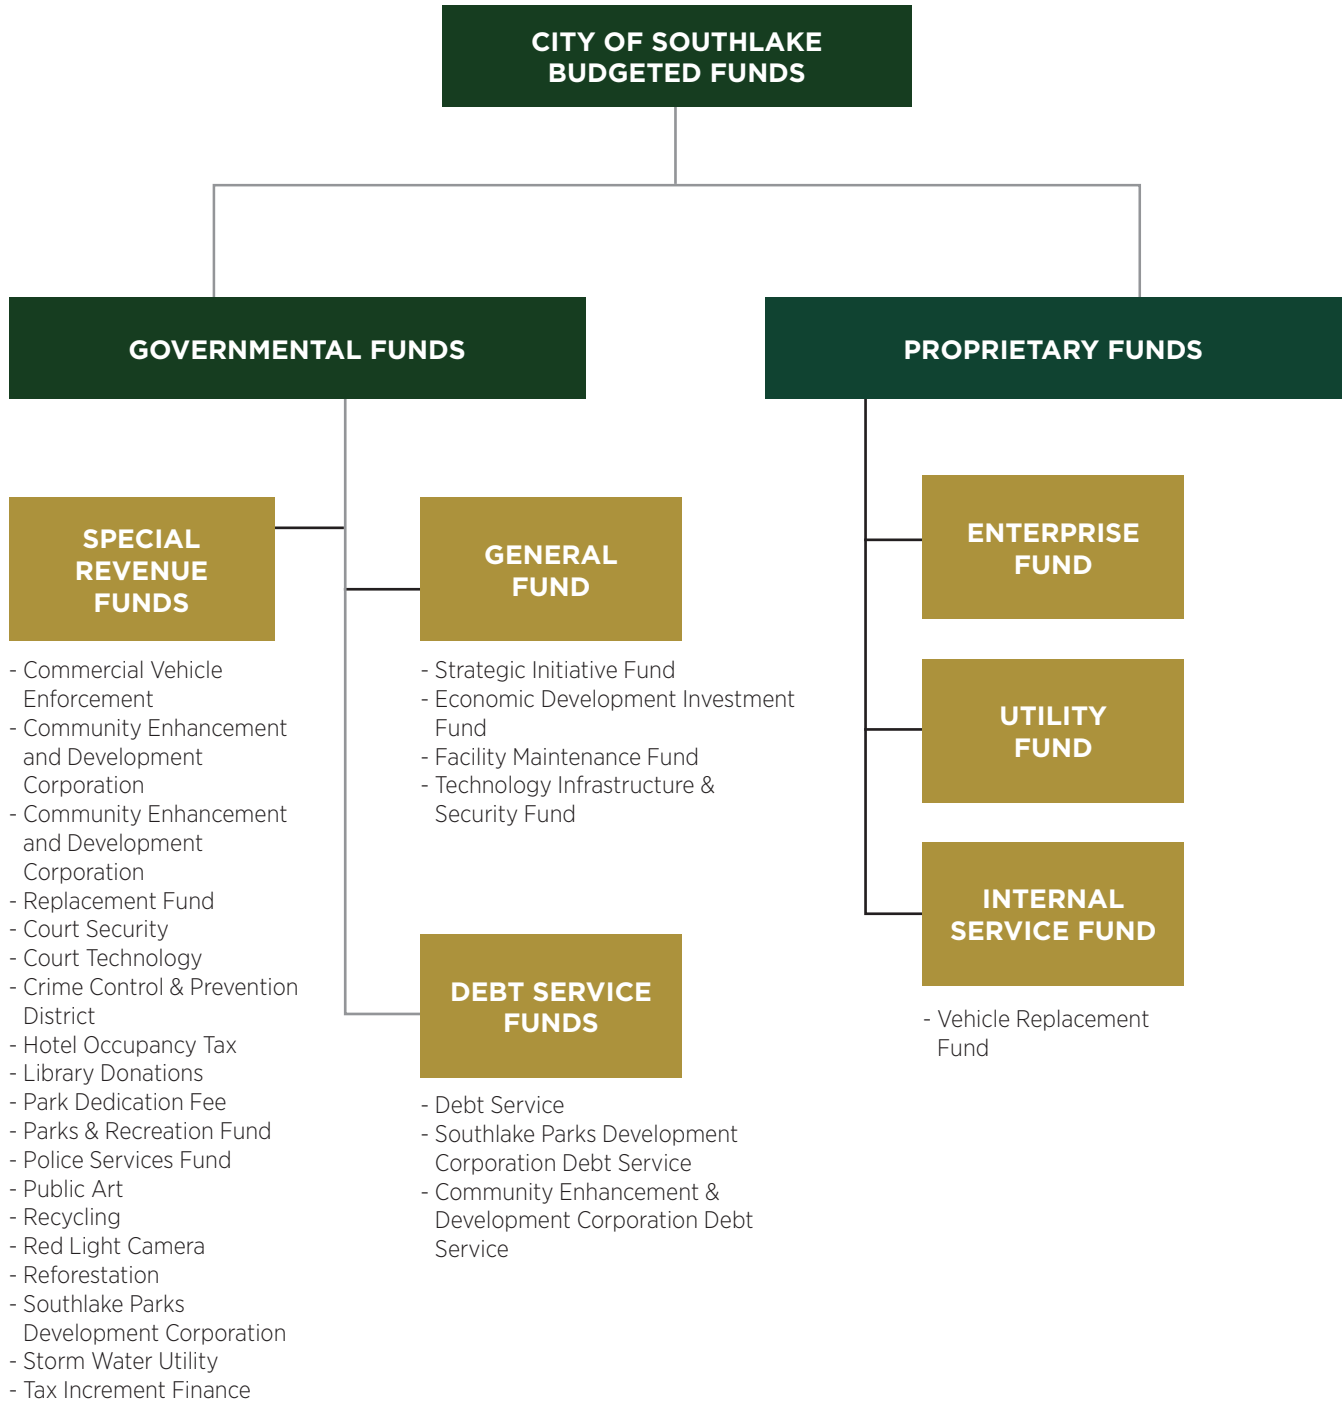 CITY OF SOUTHLAKE
BUDGETED FUNDS
GOVERNMENTAL FUNDS
PROPRIETARY FUNDS
SPECIAL
REVENUE
FUNDS
- Commercial Vehicle
Enforcement
- Community Enhancement
and Development
Corporation
- Community Enhancement
and Development
Corporation
- Replacement Fund
- Court Security
- Court Technology
- Crime Control & Prevention
District
- Hotel Occupancy Tax
- Library Donations
- Park Dedication Fee
- Parks & Recreation Fund
- Police Services Fund
- Public Art
- Recycling
- Red Light Camera
- Reforestation
- Southlake Parks
Development Corporation
- Storm Water Utility
- Tax Increment Finance
GENERAL
FUND
- Strategic Initiative Fund
- Economic Development Investment
Fund
- Facility Maintenance Fund
- Technology Infrastructure &
Security Fund
DEBT SERVICE
FUNDS
- Debt Service
- Southlake Parks Development
Corporation Debt Service
- Community Enhancement &
Development Corporation Debt
Service
ENTERPRISE
FUND
UTILITY
FUND
INTERNAL
SERVICE FUND
- Vehicle Replacement
Fund